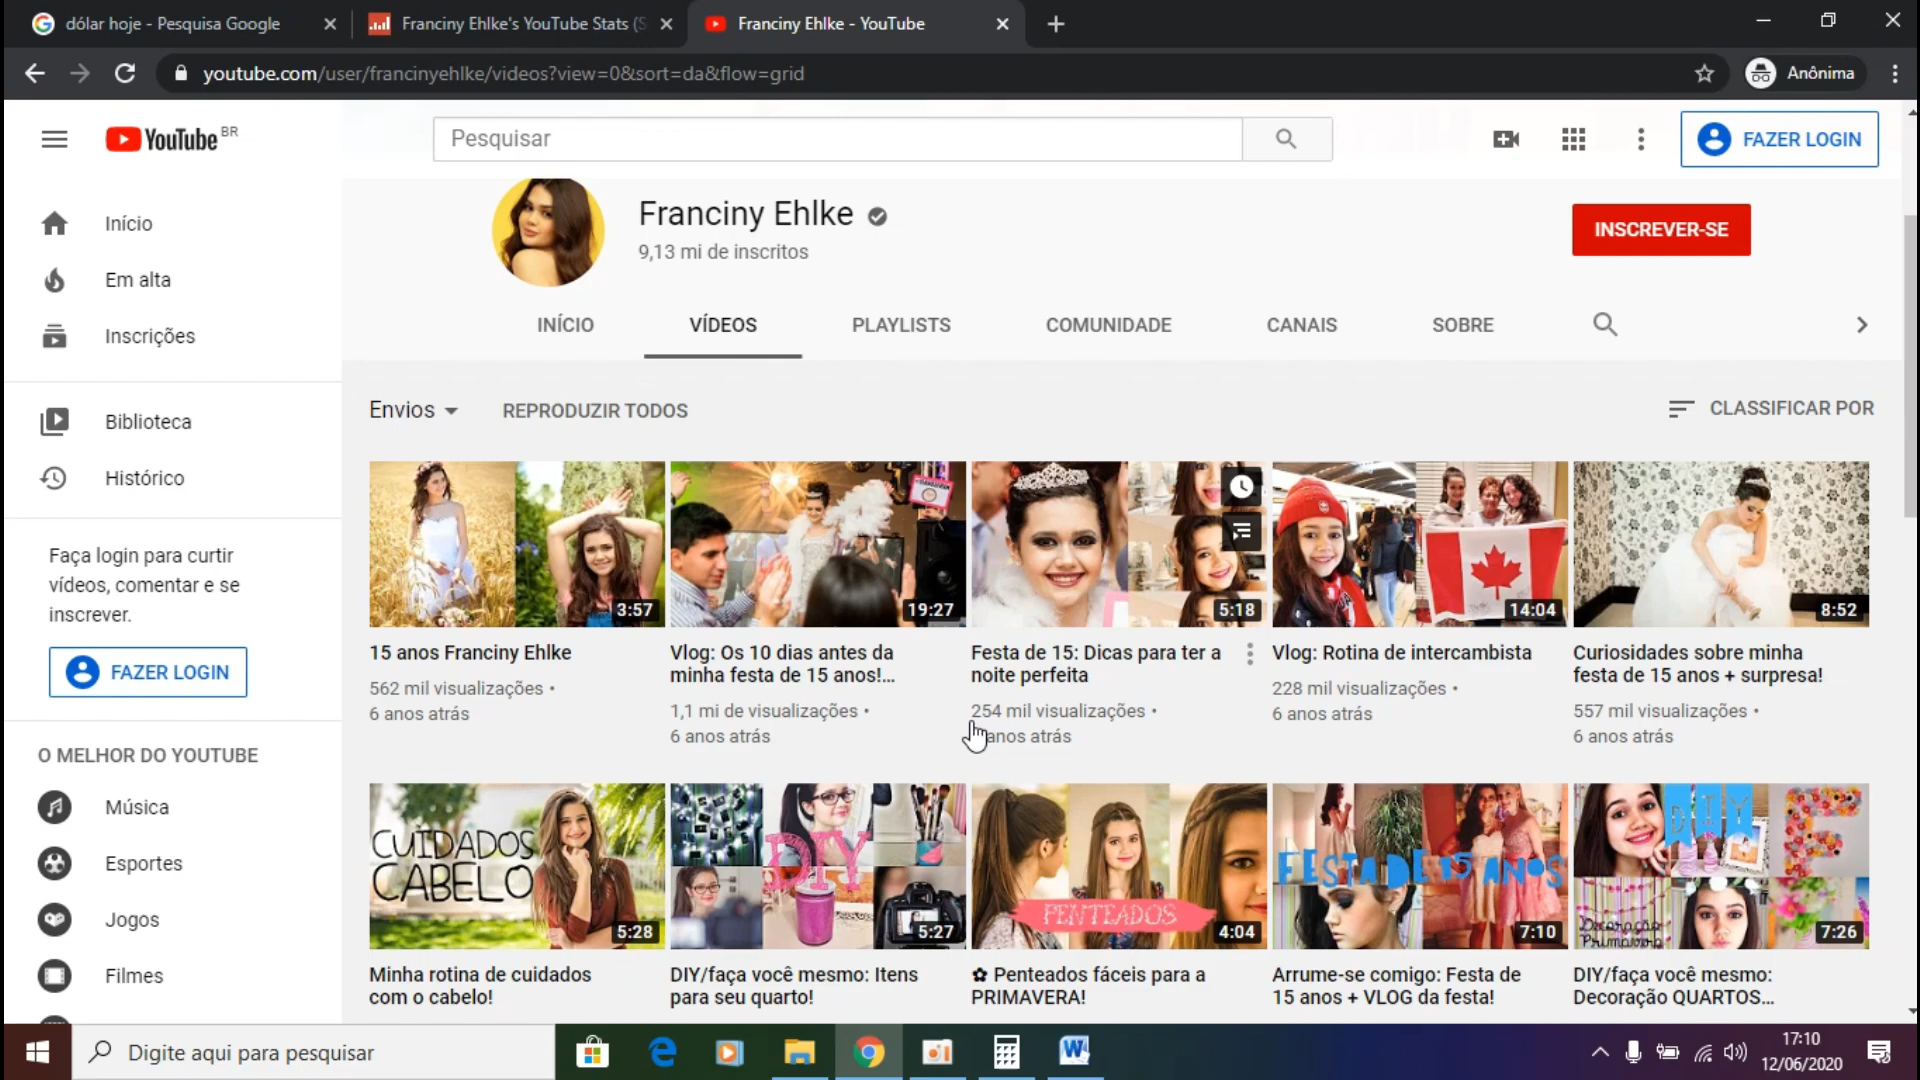 dólar hoje - Pesquisa Google
Franciny Ehlke's YouTube Stats (S
Franciny Ehlke - YouTube
youtube.com/user/francinyehlke/videos?view=0&sort=da&flow=grid
Anônima
YouTube BR
Pesquisar
FAZER LOGIN
Início
Em alta
Inscrições
Biblioteca
Histórico
Faça login para curtir
vídeos, comentar e se
inscrever.
FAZER LOGIN
O MELHOR DO YOUTUBE
Música
Esportes
Jogos
Filmes
Franciny Ehlke
9,13 mi de inscritos
INSCREVER-SE
INÍCIO
VÍDEOS
PLAYLISTS
COMUNIDADE
CANAIS
SOBRE
Envios
REPRODUZIR TODOS
CLASSIFICAR POR
3:57
15 anos Franciny Ehlke
562 mil visualizações •
6 anos atrás
19:27
Vlog: Os 10 dias antes da
minha festa de 15 anos!...
1,1 mi de visualizações •
6 anos atrás
5:18
Festa de 15: Dicas para ter a
noite perfeita
254 mil visualizações •
anos atrás
14:04
Vlog: Rotina de intercambista
228 mil visualizações •
6 anos atrás
8:52
Curiosidades sobre minha
festa de 15 anos + surpresa!
557 mil visualizações •
6 anos atrás
CUIDADOS
CABELO
5:28
Minha rotina de cuidados
com o cabelo!
DIY
5:27
DIY/faça você mesmo: Itens
para seu quarto!
PENTEADOS
4:04
✿ Penteados fáceis para a
PRIMAVERA!
FESTA DE 15 ANOS
7:10
Arrume-se comigo: Festa de
15 anos + VLOG da festa!
DIY
Decoração
Primavera
7:26
DIY/faça você mesmo:
Decoração QUARTOS...
Digite aqui para pesquisar
17:10
12/06/2020